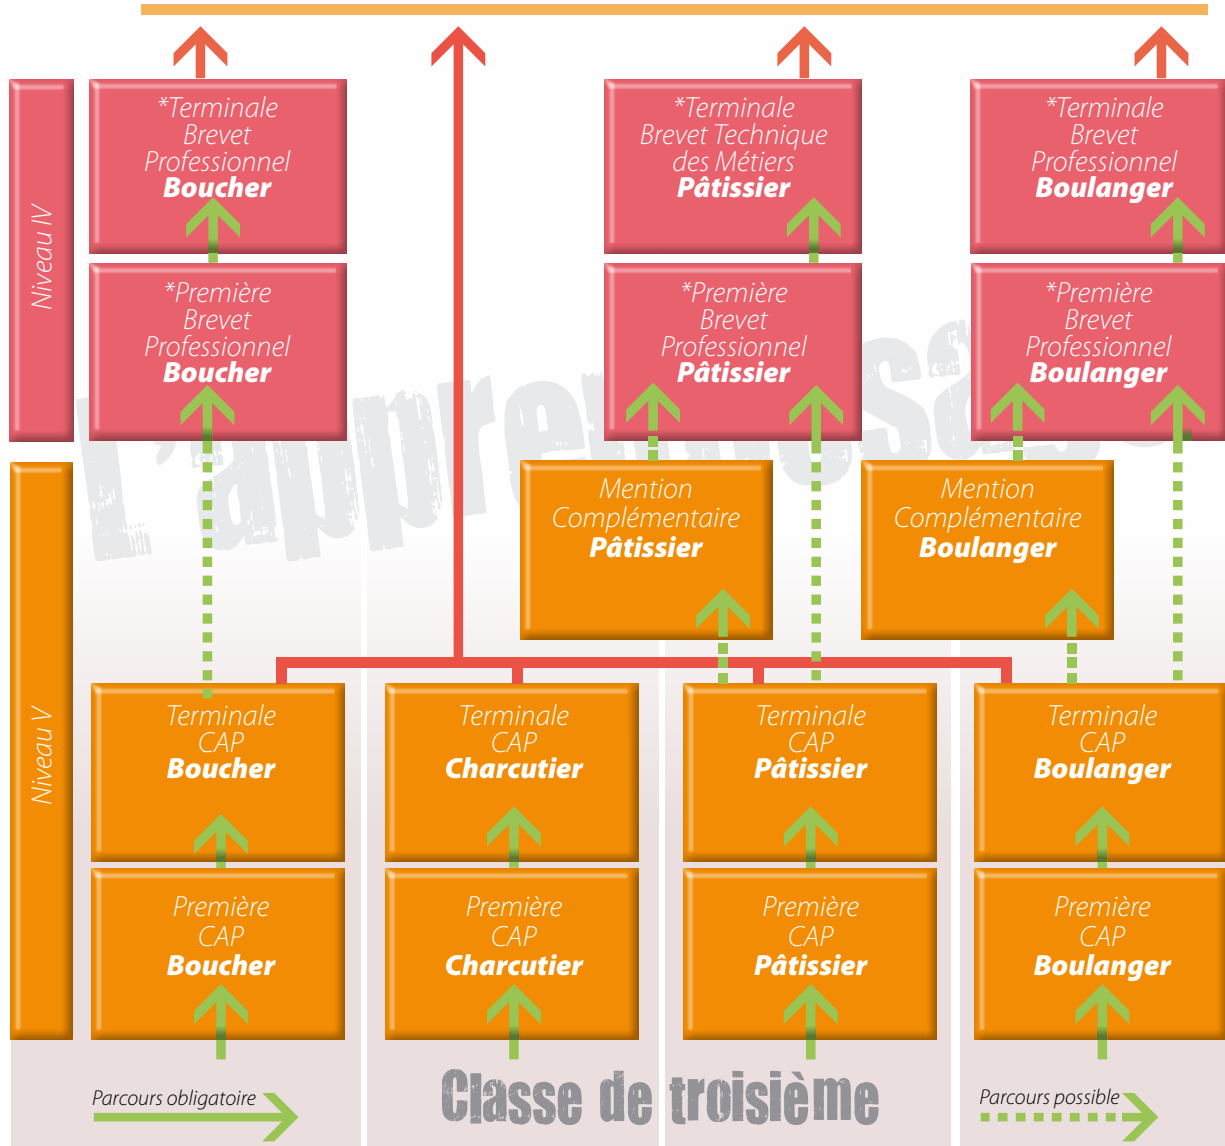 *Terminale
Brevet
Professionnel
Boucher
*Terminale
Brevet Technique
des Métiers
Pâtissier
*Terminale
Brevet
Professionnel
Boulanger
Niveau IV
*Première
Brevet
Professionnel
Boucher
*Première
Brevet
Professionnel
Pâtissier
*Première
Brevet
Professionnel
Boulanger
Mention
Complémentaire
Pâtissier
Mention
Complémentaire
Boulanger
Niveau V
Terminale
CAP
Boucher
Terminale
CAP
Charcutier
Terminale
CAP
Pâtissier
Terminale
CAP
Boulanger
Première
CAP
Boucher
Première
CAP
Charcutier
Première
CAP
Pâtissier
Première
CAP
Boulanger
Parcours obligatoire
Classe de troisième
Parcours possible